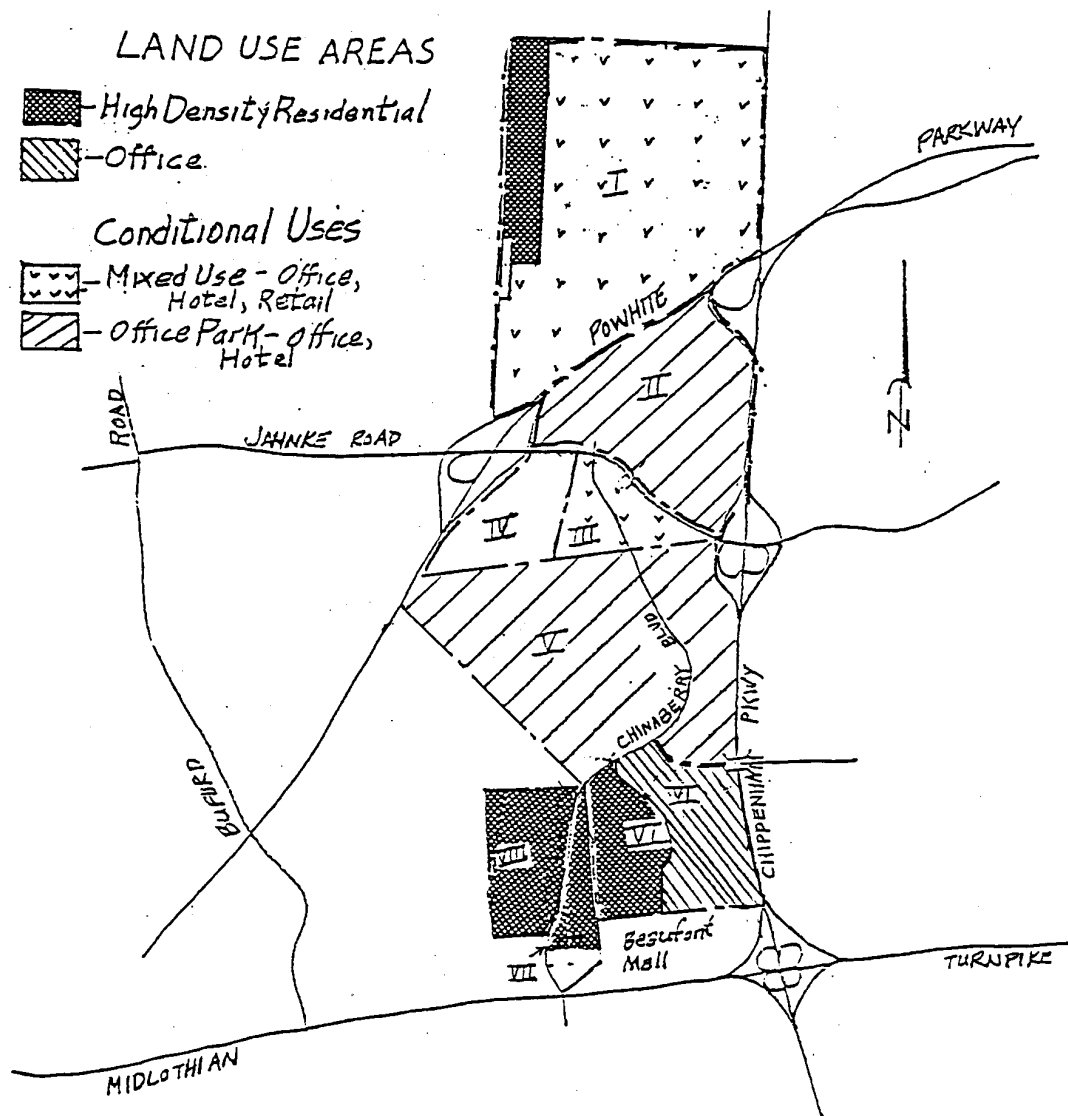 LAND USE AREAS
- High Density Residential
- Office
Conditional Uses
- Mixed Use - Office,
Hotel, Retail
- Office Park - Office,
Hotel
PARKWAY
I
POWHITE
II
N
ROAD
JAHNKE ROAD
IV
III
V
BLVD
CHINABERRY
PKWY
CHIPPENHAM
BUFORD
VI
VI
VIII
VII
Beaufont
Mall
TURNPIKE
MIDLOTHIAN